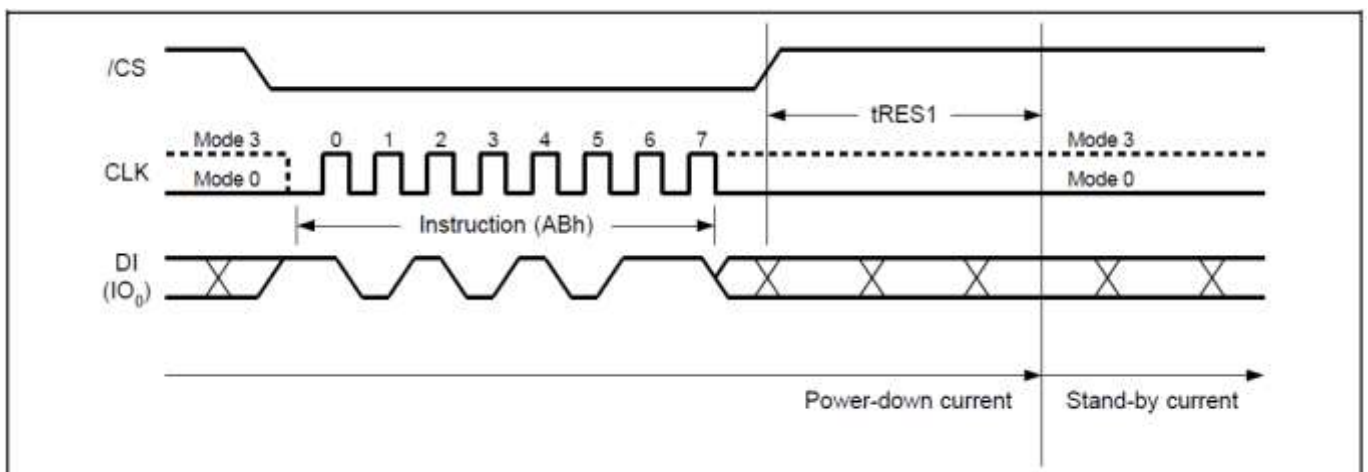 /CS
tRES1
Mode 3 0 1 2 3 4 5 6 7 Mode 3
CLK
Mode 0 Mode 0
Instruction (ABh)
DI
(IO₀)
Power-down current Stand-by current